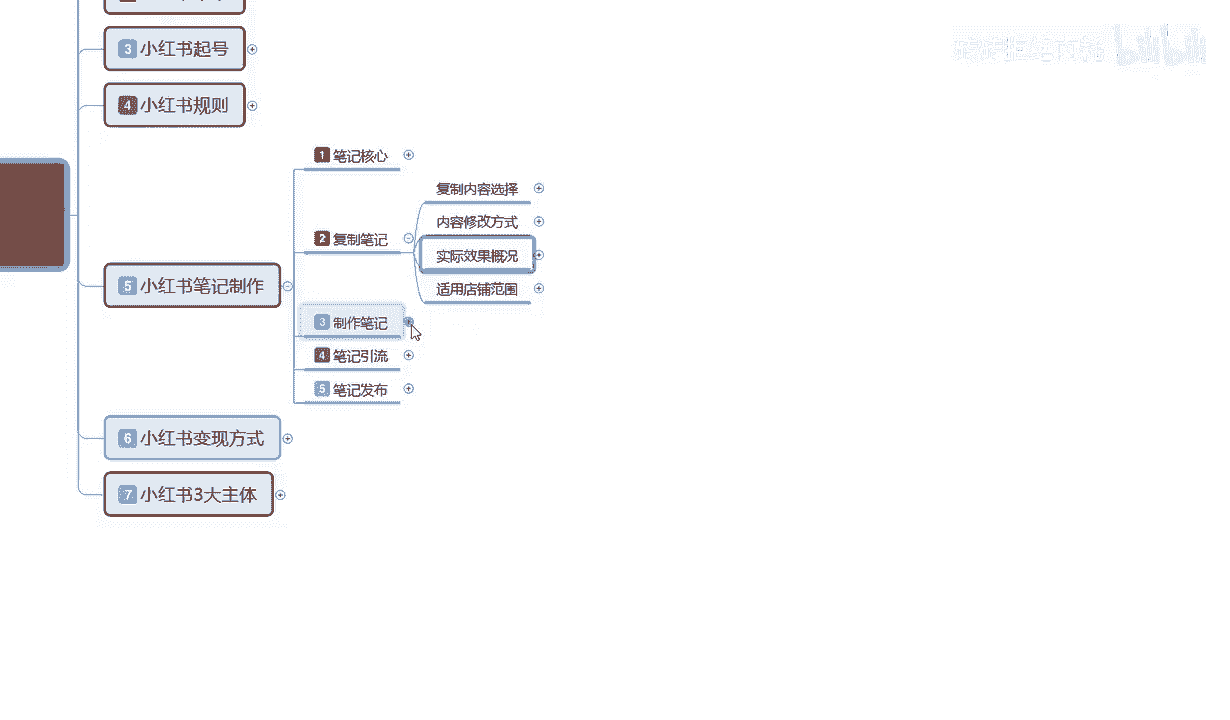 3 小红书起号
4 小红书规则
5 小红书笔记制作
1 笔记核心
2 复制笔记
复制内容选择
内容修改方式
实际效果概况
适用店铺范围
3 制作笔记
4 笔记引流
5 笔记发布
6 小红书变现方式
7 小红书3大主体